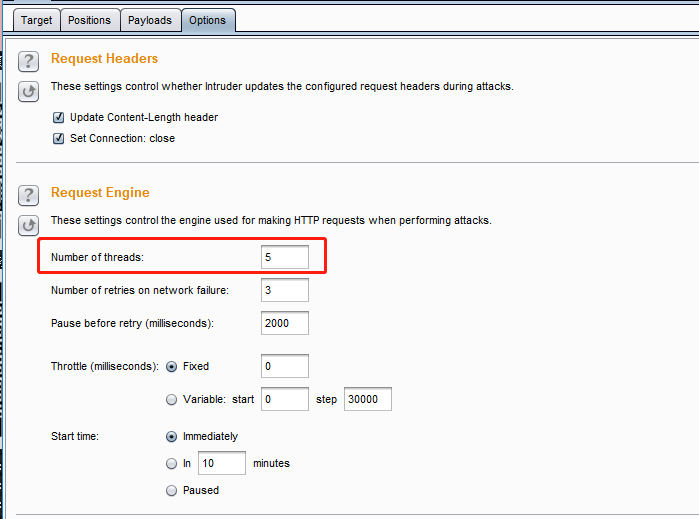 Target Positions Payloads Options
? Request Headers
These settings control whether Intruder updates the configured request headers during attacks.
Update Content-Length header
Set Connection: close
? Request Engine
These settings control the engine used for making HTTP requests when performing attacks.
Number of threads: 5
Number of retries on network failure: 3
Pause before retry (milliseconds): 2000
Throttle (milliseconds): Fixed 0
Variable: start 0 step 30000
Start time: Immediately
In 10 minutes
Paused